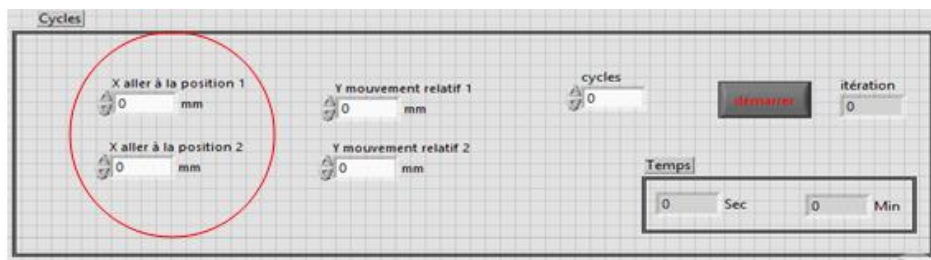 Cycles
X aller à la position 1
0 mm
X aller à la position 2
0 mm
Y mouvement relatif 1
0 mm
Y mouvement relatif 2
0 mm
cycles
0
démarrer
itération
0
Temps
0 Sec 0 Min